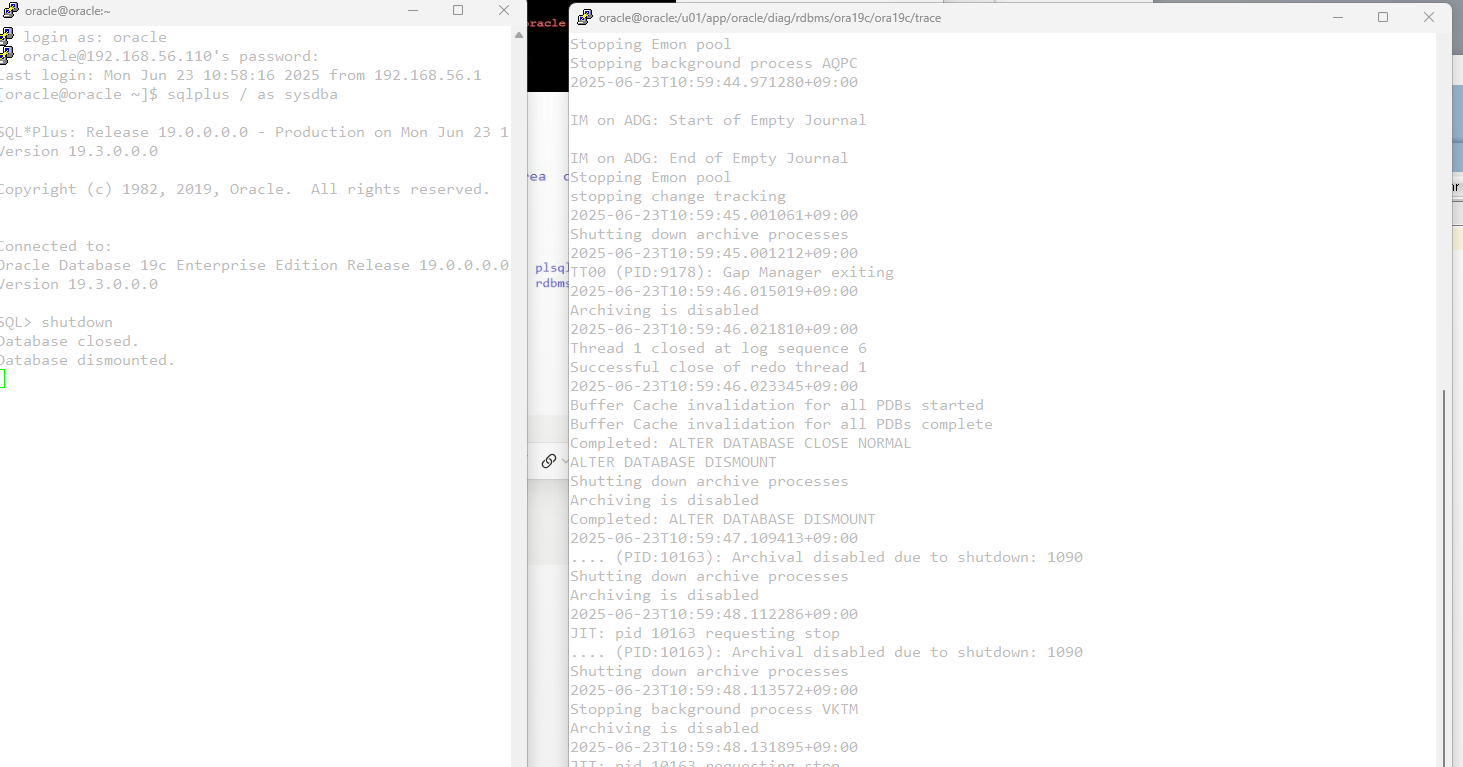 oracle@oracle:~
login as: oracle
oracle@192.168.56.110's password:
Last login: Mon Jun 23 10:58:16 2025 from 192.168.56.1
[oracle@oracle ~]$ sqlplus / as sysdba
SQL*Plus: Release 19.0.0.0.0 - Production on Mon Jun 23 1
Version 19.3.0.0.0
Copyright (c) 1982, 2019, Oracle.  All rights reserved.
Connected to:
Oracle Database 19c Enterprise Edition Release 19.0.0.0.0
Version 19.3.0.0.0
SQL> shutdown
Database closed.
Database dismounted.
oracle
rea c
plsql
rdbms
oracle@oracle:/u01/app/oracle/diag/rdbms/ora19c/ora19c/trace
Stopping Emon pool
Stopping background process AQPC
2025-06-23T10:59:44.971280+09:00
IM on ADG: Start of Empty Journal
IM on ADG: End of Empty Journal
Stopping Emon pool
stopping change tracking
2025-06-23T10:59:45.001061+09:00
Shutting down archive processes
2025-06-23T10:59:45.001212+09:00
TT00 (PID:9178): Gap Manager exiting
2025-06-23T10:59:46.015019+09:00
Archiving is disabled
2025-06-23T10:59:46.021810+09:00
Thread 1 closed at log sequence 6
Successful close of redo thread 1
2025-06-23T10:59:46.023345+09:00
Buffer Cache invalidation for all PDBs started
Buffer Cache invalidation for all PDBs complete
Completed: ALTER DATABASE CLOSE NORMAL
ALTER DATABASE DISMOUNT
Shutting down archive processes
Archiving is disabled
Completed: ALTER DATABASE DISMOUNT
2025-06-23T10:59:47.109413+09:00
.... (PID:10163): Archival disabled due to shutdown: 1090
Shutting down archive processes
Archiving is disabled
2025-06-23T10:59:48.112286+09:00
JIT: pid 10163 requesting stop
.... (PID:10163): Archival disabled due to shutdown: 1090
Shutting down archive processes
2025-06-23T10:59:48.113572+09:00
Stopping background process VKTM
Archiving is disabled
2025-06-23T10:59:48.131895+09:00
JIT: pid 10163 requesting stop